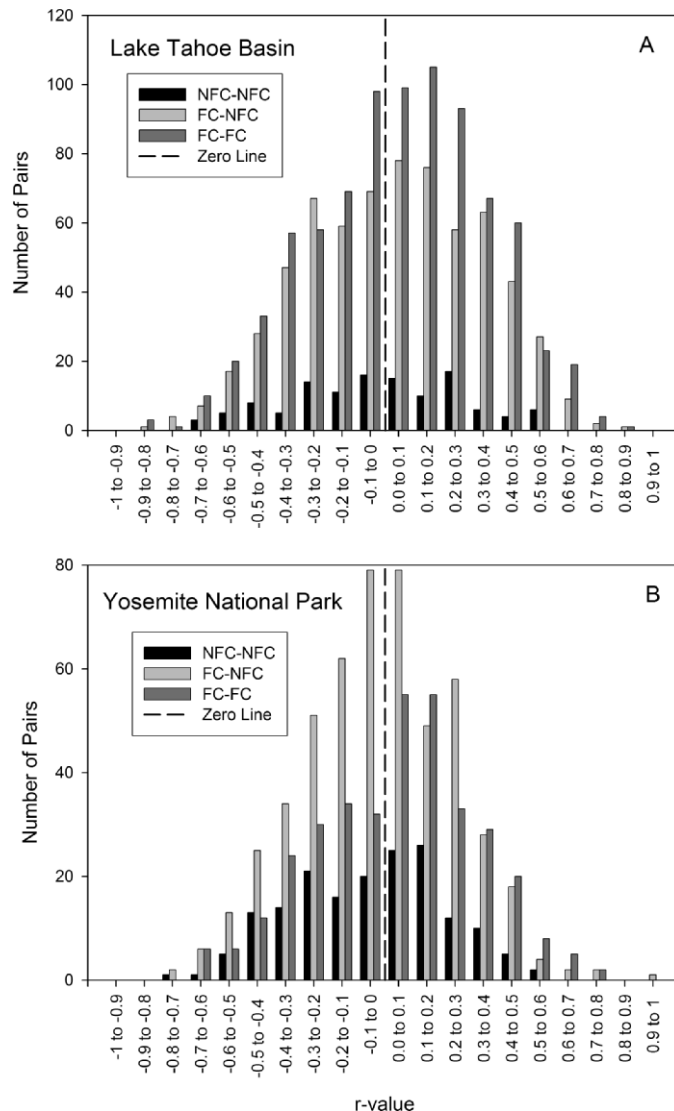 120
Lake Tahoe Basin
A
NFC-NFC
FC-NFC
FC-FC
Zero Line
100
80
60
40
20
0
Number of Pairs
-1 to -0.9
-0.9 to -0.8
-0.8 to -0.7
-0.7 to -0.6
-0.6 to -0.5
-0.5 to -0.4
-0.4 to -0.3
-0.3 to -0.2
-0.2 to -0.1
-0.1 to 0
0.0 to 0.1
0.1 to 0.2
0.2 to 0.3
0.3 to 0.4
0.4 to 0.5
0.5 to 0.6
0.6 to 0.7
0.7 to 0.8
0.8 to 0.9
0.9 to 1
80
Yosemite National Park
B
NFC-NFC
FC-NFC
FC-FC
Zero Line
60
40
20
0
Number of Pairs
-1 to -0.9
-0.9 to -0.8
-0.8 to -0.7
-0.7 to -0.6
-0.6 to -0.5
-0.5 to -0.4
-0.4 to -0.3
-0.3 to -0.2
-0.2 to -0.1
-0.1 to 0
0.0 to 0.1
0.1 to 0.2
0.2 to 0.3
0.3 to 0.4
0.4 to 0.5
0.5 to 0.6
0.6 to 0.7
0.7 to 0.8
0.8 to 0.9
0.9 to 1
r-value